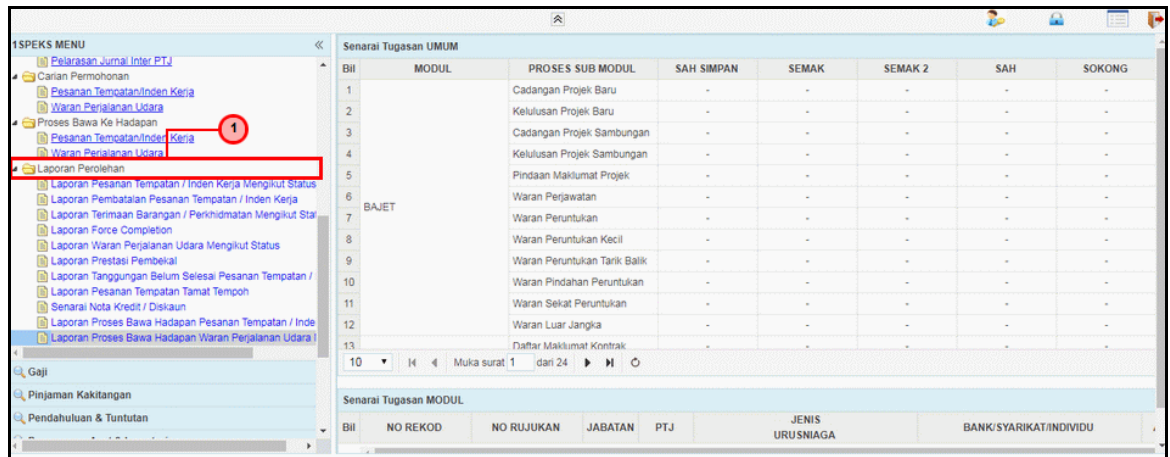 1SPEKS MENU
Pelarasan Jurnal Inter PTJ
Carian Permohonan
Pesanan Tempatan/Inden Kerja
Waran Perjalanan Udara
Proses Bawa Ke Hadapan
Pesanan Tempatan/Inden Kerja
Waran Perjalanan Udara
1
Laporan Perolehan
Laporan Pesanan Tempatan / Inden Kerja Mengikut Status
Laporan Pembatalan Pesanan Tempatan / Inden Kerja
Laporan Terimaan Barangan / Perkhidmatan Mengikut Stat
Laporan Force Completion
Laporan Waran Perjalanan Udara Mengikut Status
Laporan Prestasi Pembekal
Laporan Tanggungan Belum Selesai Pesanan Tempatan /
Laporan Pesanan Tempatan Tamat Tempoh
Senarai Nota Kredit / Diskaun
Laporan Proses Bawa Hadapan Pesanan Tempatan / Inde
Laporan Proses Bawa Hadapan Waran Perjalanan Udara
Gaji
Pinjaman Kakitangan
Pendahuluan & Tuntutan
Senarai Tugasan UMUM
Bil MODUL PROSES SUB MODUL SAH SIMPAN SEMAK SEMAK 2 SAH SOKONG
1 Cadangan Projek Baru - - - - -
2 Kelulusan Projek Baru - - - - -
3 Cadangan Projek Sambungan - - - - -
4 Kelulusan Projek Sambungan - - - - -
5 Pindaan Maklumat Projek - - - - -
6 Waran Perjawatan - - - - -
BAJET
7 Waran Peruntukan - - - - -
8 Waran Peruntukan Kecil - - - - -
9 Waran Peruntukan Tarik Balik - - - - -
10 Waran Pindahan Peruntukan - - - - -
11 Waran Sekat Peruntukan - - - - -
12 Waran Luar Jangka - - - - -
13 Daftar Maklumat Kontrak - - - - -
10 Muka surat 1 dari 24
Senarai Tugasan MODUL
Bil NO REKOD NO RUJUKAN JABATAN PTJ JENIS URUSNIAGA BANK/SYARIKAT/INDIVIDU